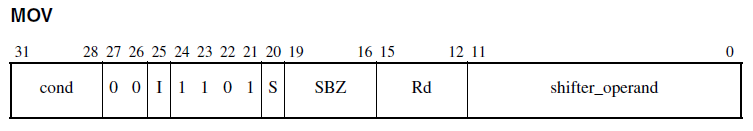 MOV
31 28 27 26 25 24 23 22 21 20 19 16 15 12 11 0
cond 0 0 I 1 1 0 1 S SBZ Rd shifter_operand